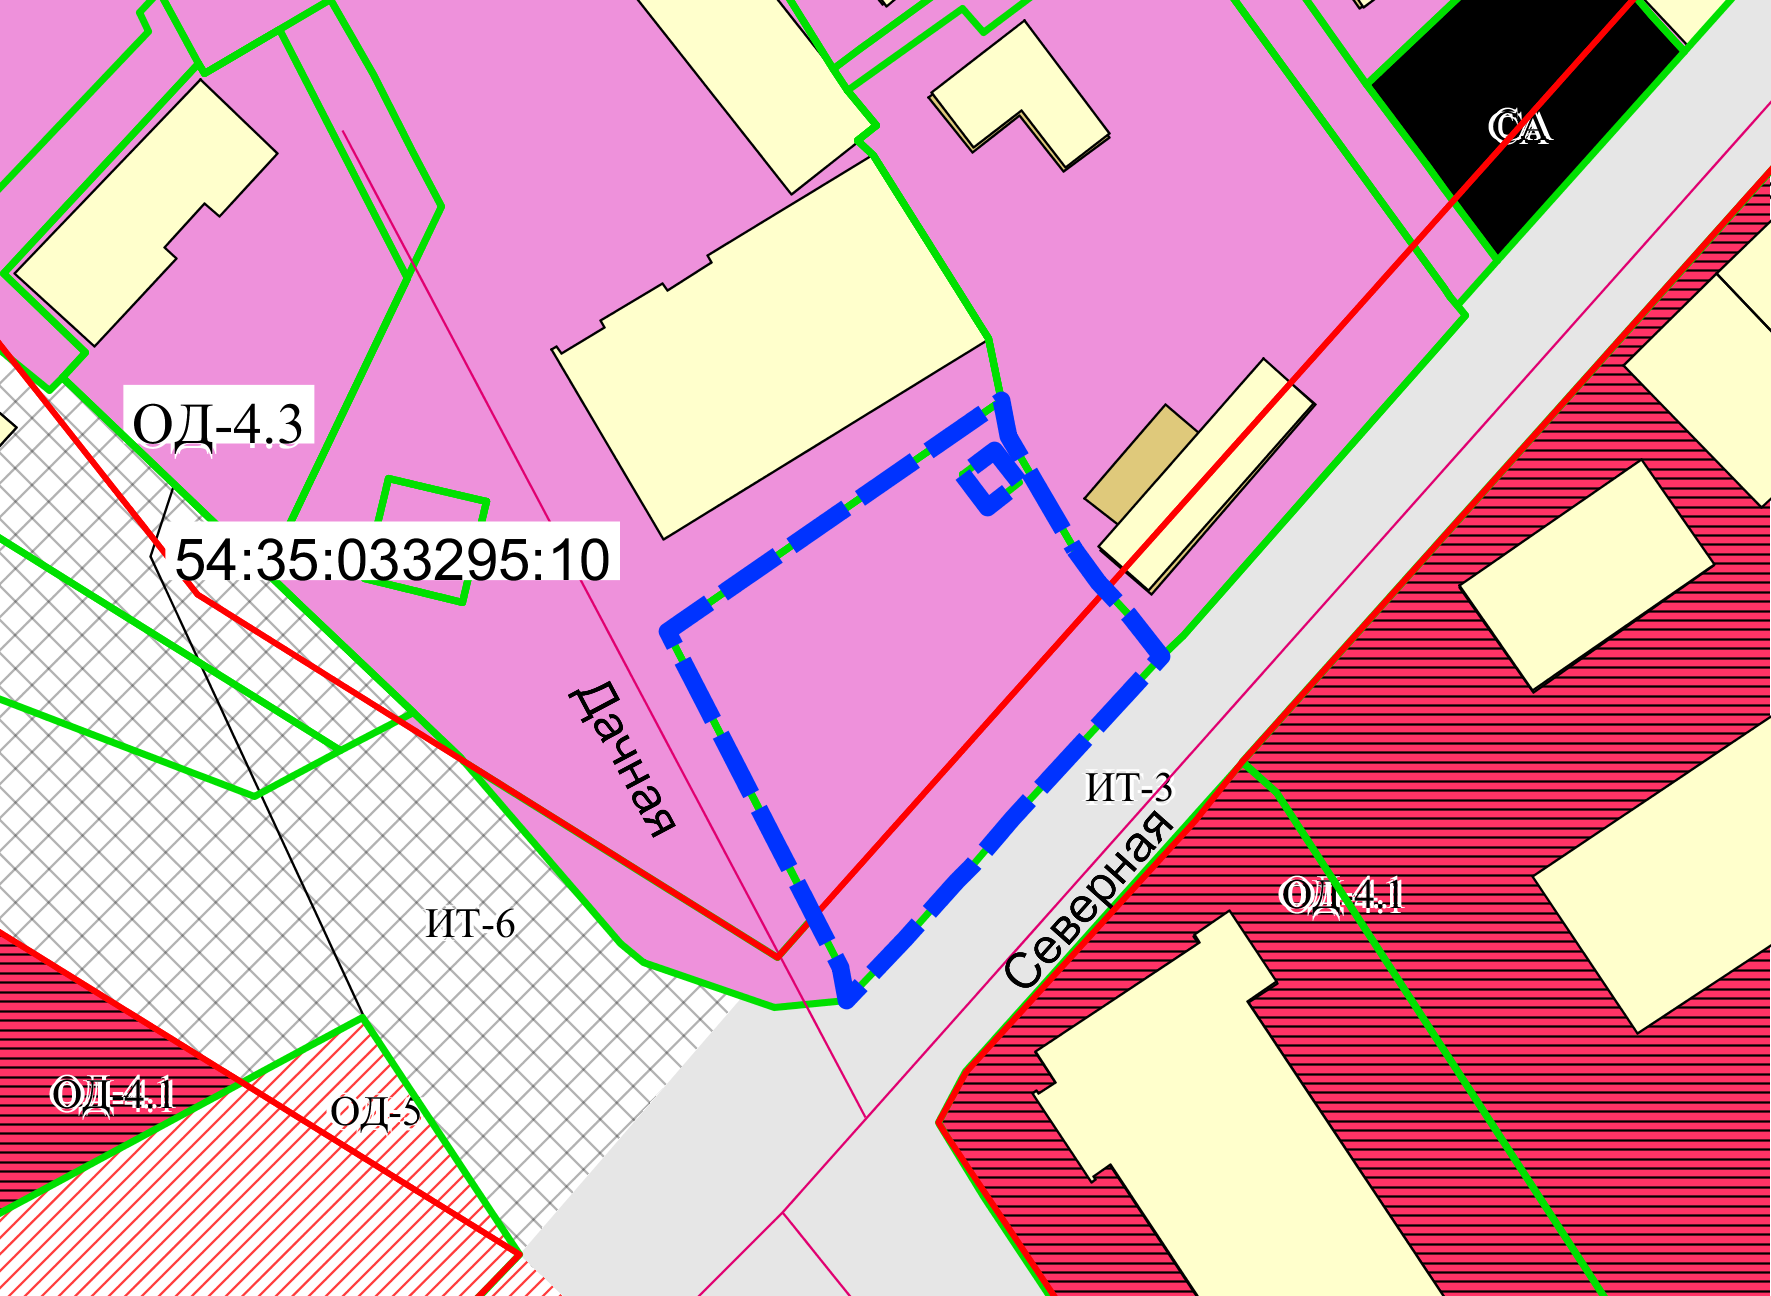 СА
ОД-4.3
54:35:033295:10
Дачная
ИТ-3
Северная
ОД-4.1
ИТ-6
ОД-4.1
ОД-5